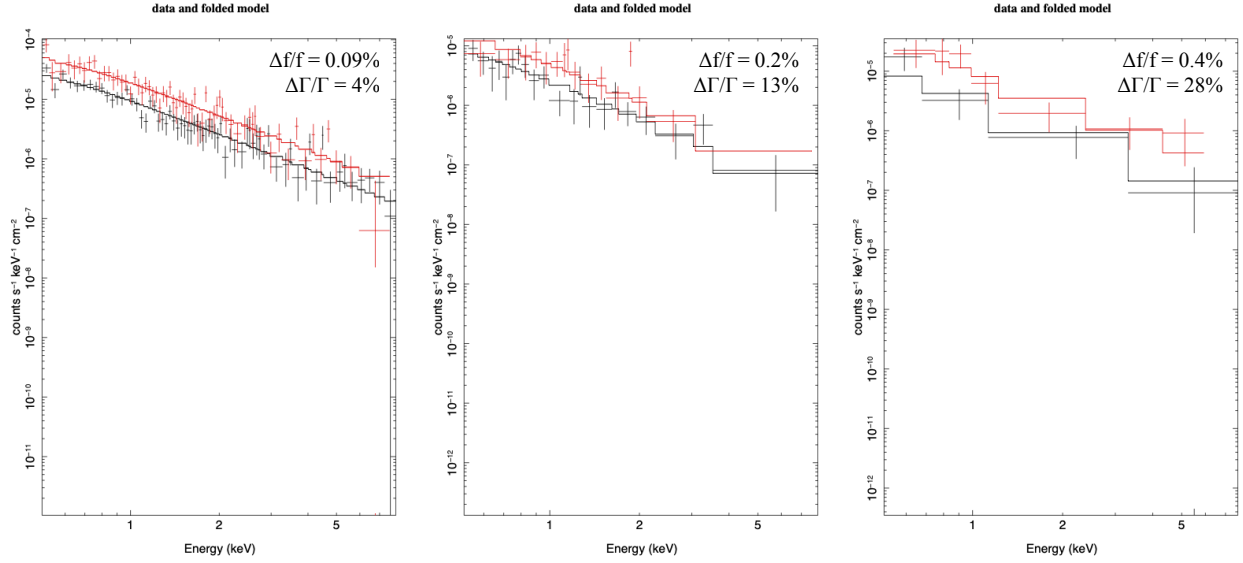 data and folded model
Δf/f = 0.09%
ΔΓ/Γ = 4%
counts s⁻¹ keV⁻¹ cm⁻²
10⁻⁴
10⁻⁵
10⁻⁶
10⁻⁷
10⁻⁸
10⁻⁹
10⁻¹⁰
10⁻¹¹
1 2 5
Energy (keV)
data and folded model
Δf/f = 0.2%
ΔΓ/Γ = 13%
counts s⁻¹ keV⁻¹ cm⁻²
10⁻⁵
10⁻⁶
10⁻⁷
10⁻⁸
10⁻⁹
10⁻¹⁰
10⁻¹¹
10⁻¹²
1 2 5
Energy (keV)
data and folded model
Δf/f = 0.4%
ΔΓ/Γ = 28%
counts s⁻¹ keV⁻¹ cm⁻²
10⁻⁵
10⁻⁶
10⁻⁷
10⁻⁸
10⁻⁹
10⁻¹⁰
10⁻¹¹
10⁻¹²
1 2 5
Energy (keV)